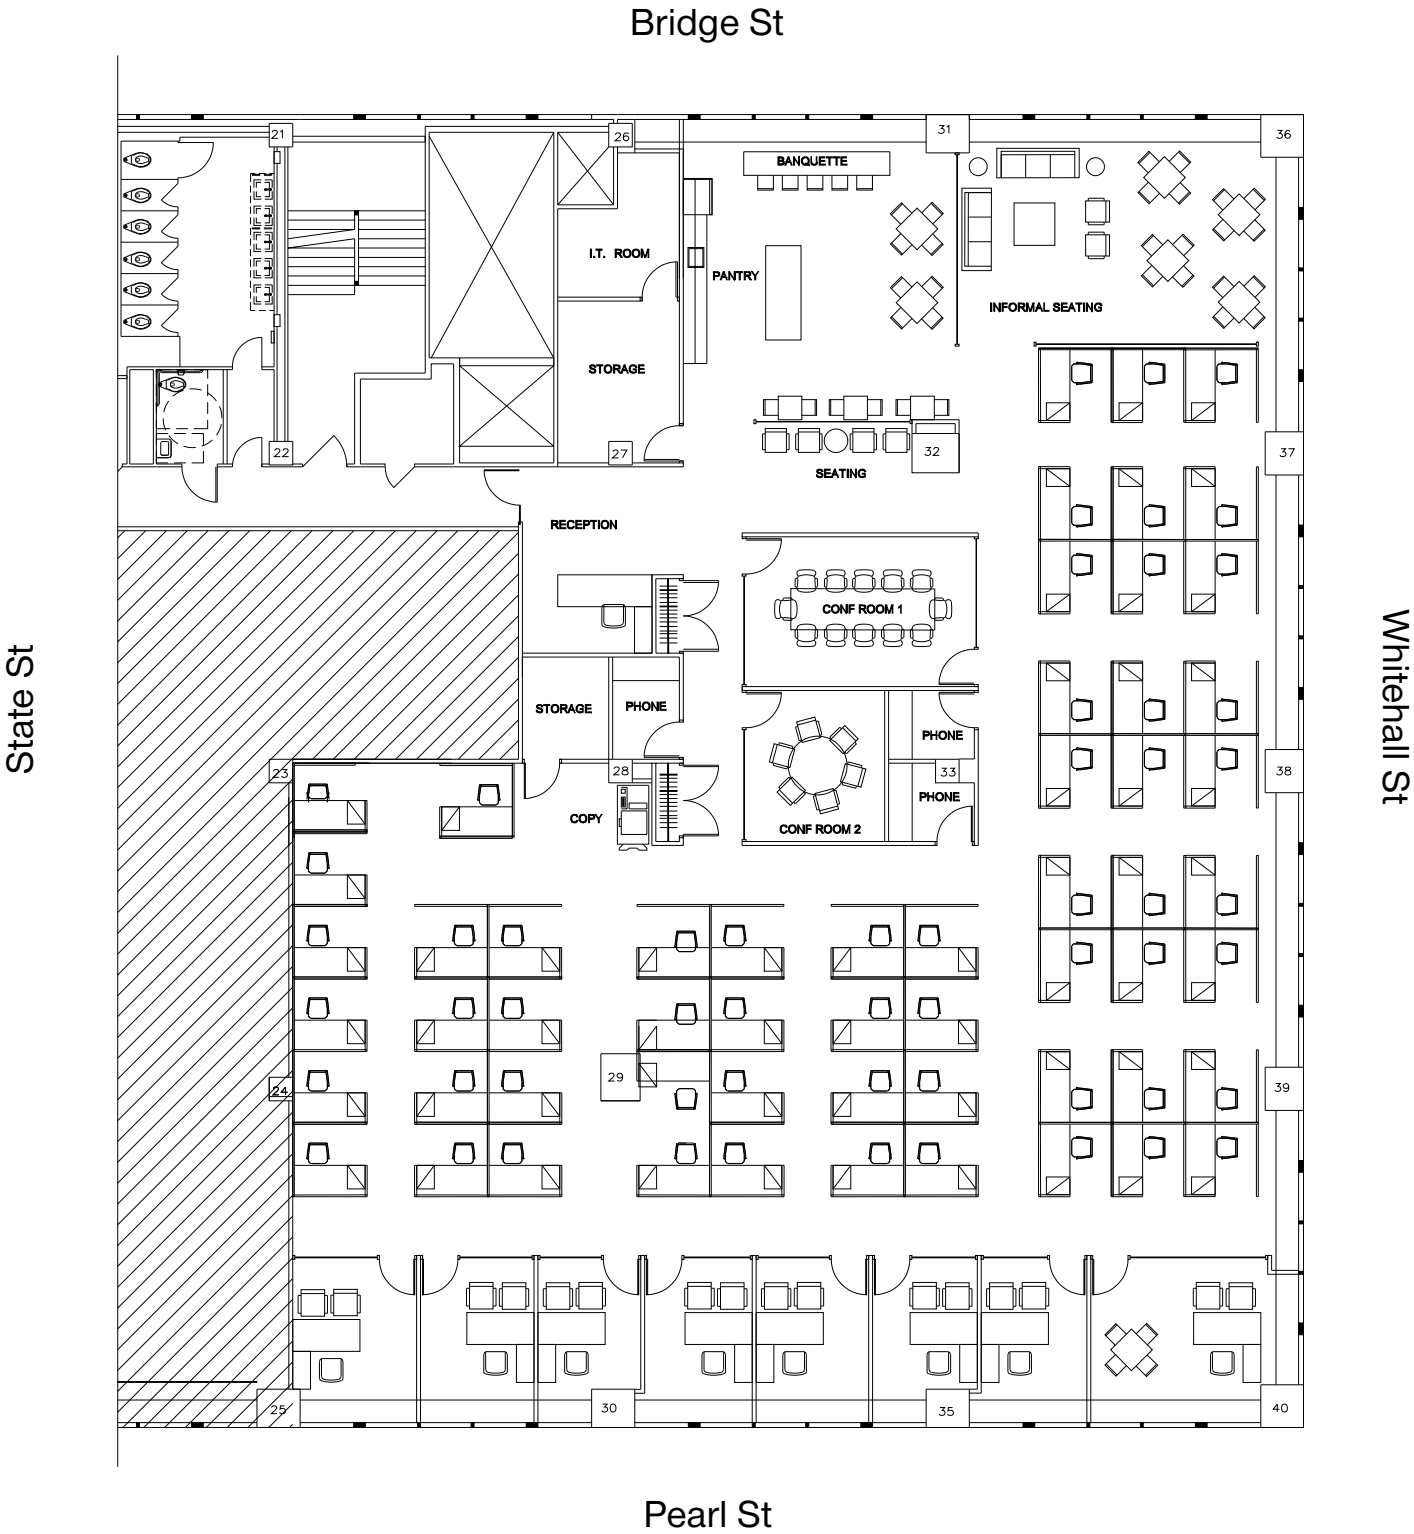 Bridge St
21
26
31
36
BANQUETTE
I.T. ROOM
PANTRY
INFORMAL SEATING
STORAGE
22
27
32
37
SEATING
RECEPTION
CONF ROOM 1
State St
Whitehall St
STORAGE
PHONE
PHONE
23
28
33
38
PHONE
COPY
CONF ROOM 2
24
29
39
25
30
35
40
Pearl St